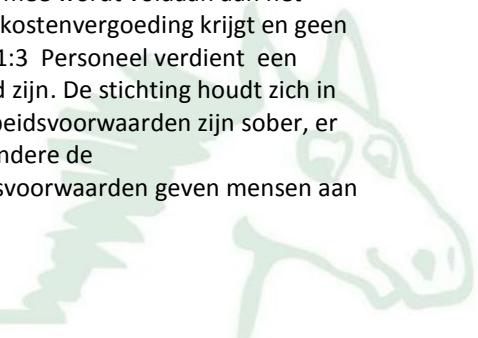 kostenvergoeding krijgt en geen
1:3 Personeel verdient een
d zijn. De stichting houdt zich in
beidsvoorwaarden zijn sober, er
ndere de
svoorwaarden geven mensen aan